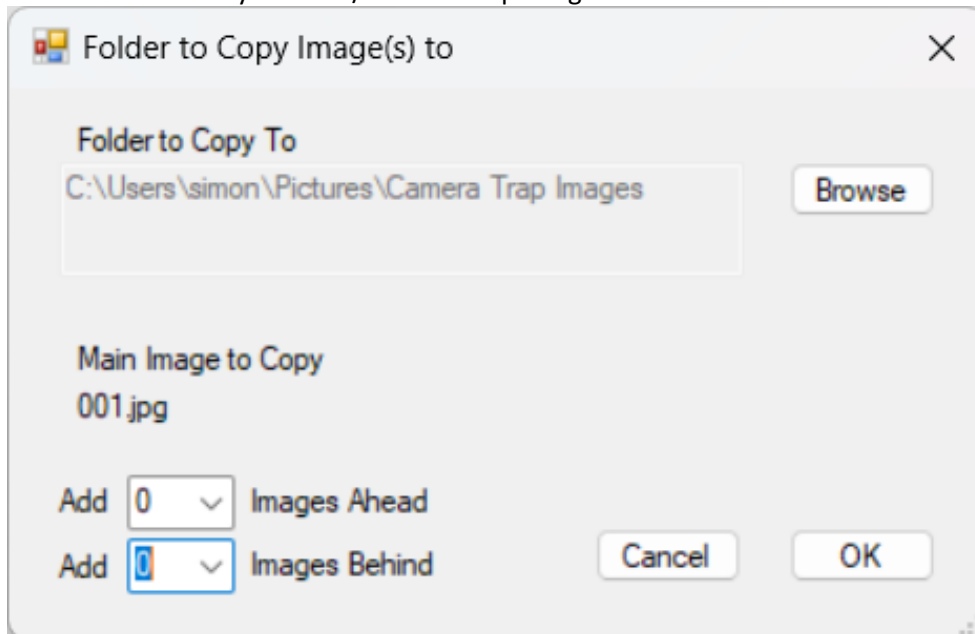 Folder to Copy Image(s) to
Folder to Copy To
C:\Users\simon\Pictures\Camera Trap Images
Browse
Main Image to Copy
001.jpg
Add 0 Images Ahead
Add 0 Images Behind
Cancel
OK